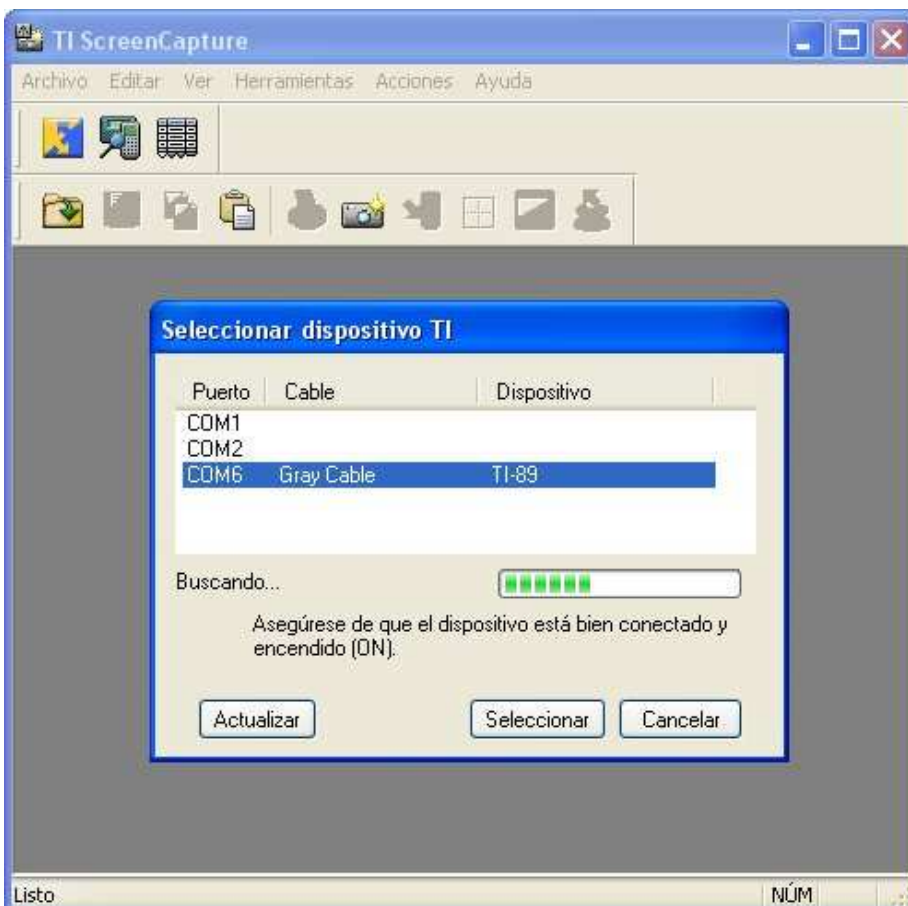 TI ScreenCapture
Archivo Editar Ver Herramientas Acciones Ayuda
Seleccionar dispositivo TI
Puerto Cable Dispositivo
COM1
COM2
COM6 Gray Cable TI-89
Buscando...
Asegúrese de que el dispositivo está bien conectado y
encendido (ON).
Actualizar Seleccionar Cancelar
Listo NÚM